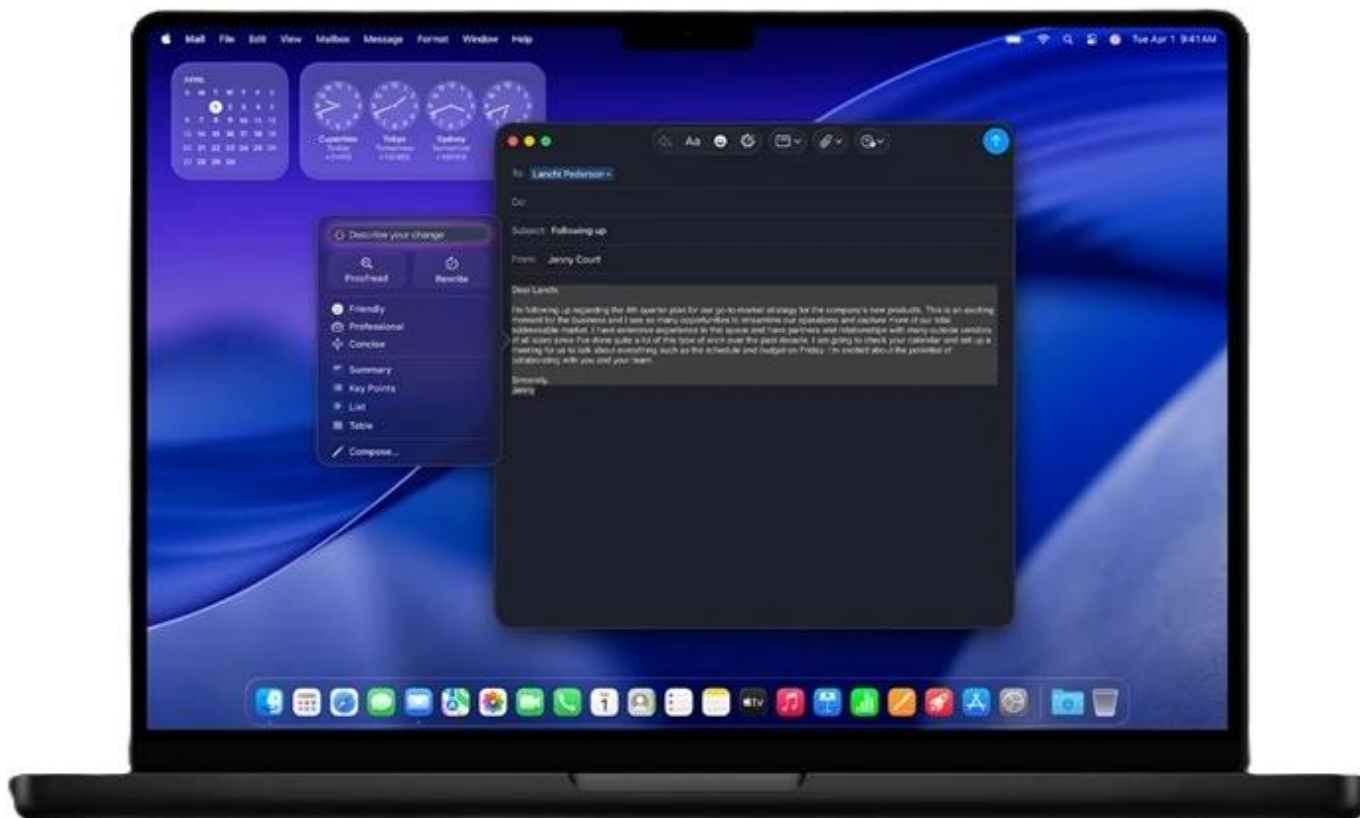 Mail File Edit View Mailbox Message Format Window Help
Tue Apr 1 9:41AM
APRIL
S M T W T F S
Cupertino Tokyo Sydney
Today Tomorrow Tomorrow
To: Lanchi Pederson
Cc:
Subject: Following up
From: Jenny Court
Describe your change
Proofread Rewrite
Friendly
Professional
Concise
Summary
Key Points
List
Table
Compose...
Aa
Dear Lanchi,
I'm following up regarding the 4th quarter plan for our go-to-market strategy for the company's new products. This is an exciting
moment for the business and I see so many opportunities to streamline our operations and capture more of our total
addressable market. I have extensive experience in this space and have partners and relationships with many outside vendors
of all sizes since I've done quite a lot of this type of work over the past decade. I am going to check your calendar and set up a
meeting for us to talk about everything such as the schedule and budget on Friday. I'm excited about the potential of
collaborating with you and your team.
Sincerely,
Jenny
1
tv